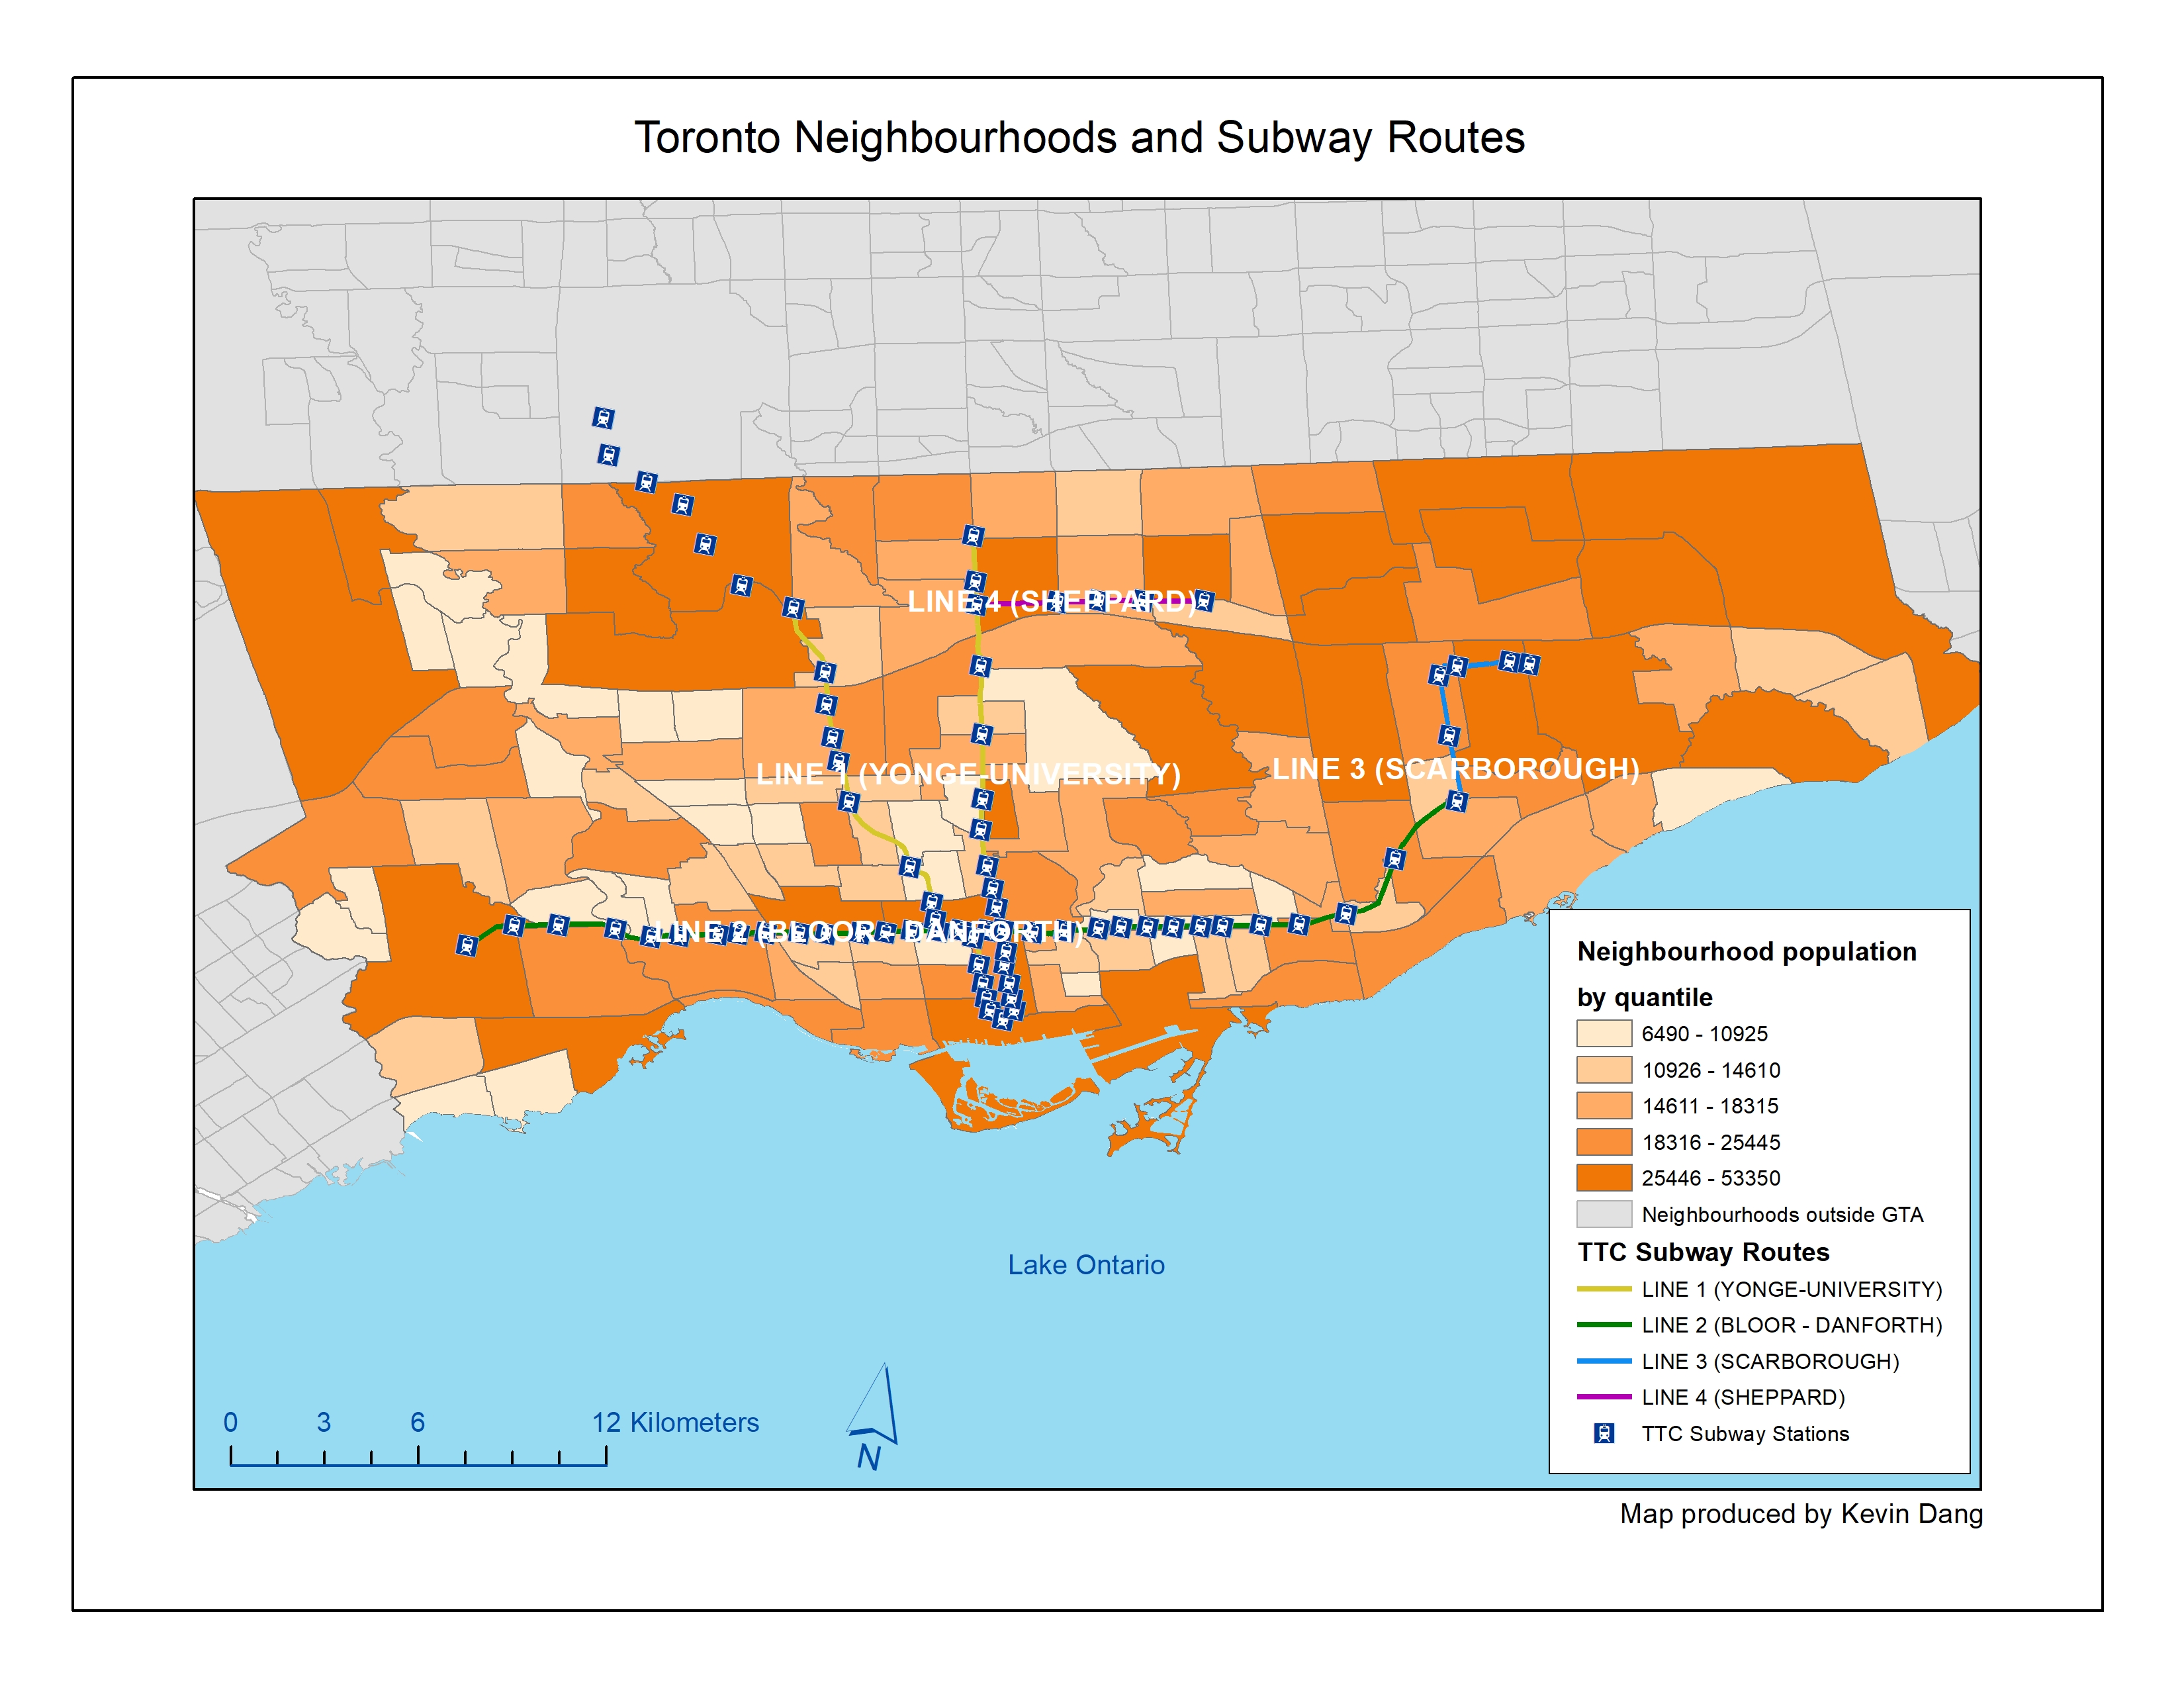 Toronto Neighbourhoods and Subway Routes
LINE 4 (SHEPPARD)
LINE 1 (YONGE-UNIVERSITY)
LINE 3 (SCARBOROUGH)
LINE 2 (BLOOR - DANFORTH)
Neighbourhood population
by quantile
6490 - 10925
10926 - 14610
14611 - 18315
18316 - 25445
25446 - 53350
Neighbourhoods outside GTA
TTC Subway Routes
LINE 1 (YONGE-UNIVERSITY)
LINE 2 (BLOOR - DANFORTH)
LINE 3 (SCARBOROUGH)
LINE 4 (SHEPPARD)
TTC Subway Stations
Lake Ontario
0 3 6 12 Kilometers
N
Map produced by Kevin Dang